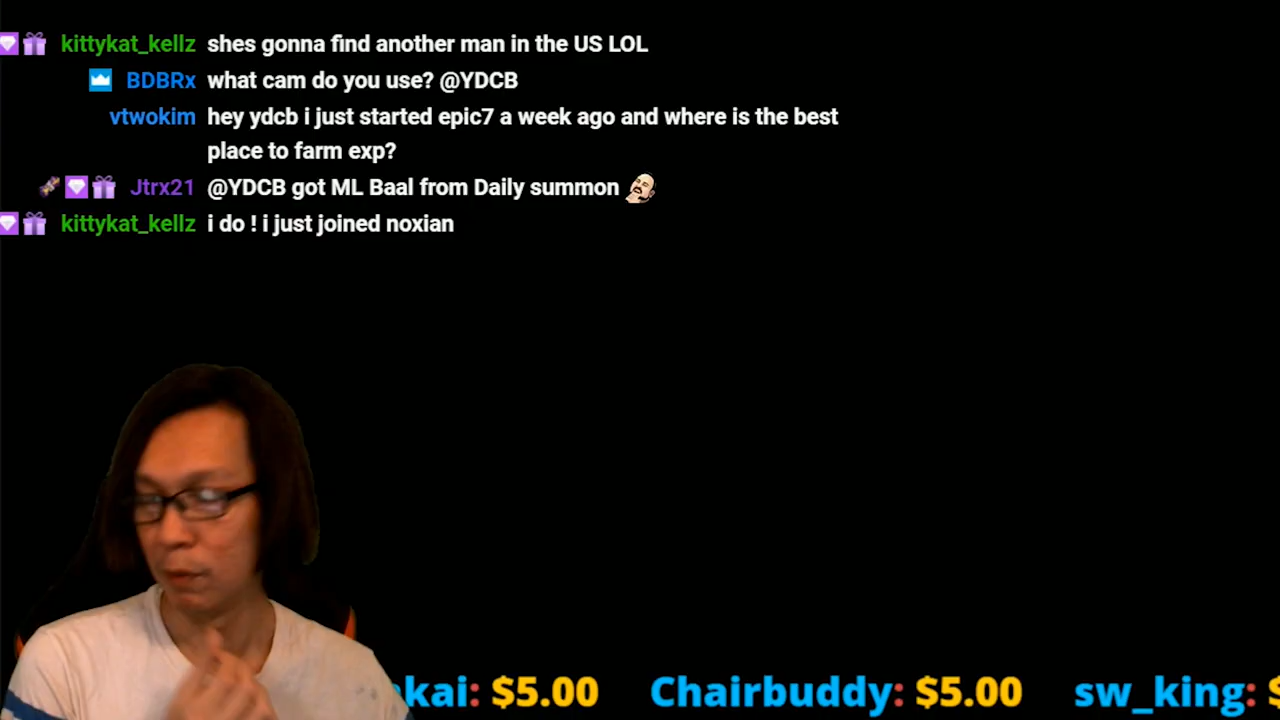 kittykat_kellz shes gonna find another man in the US LOL
BDBRx what cam do you use? @YDCB
vtwokim hey ydcb i just started epic7 a week ago and where is the best
place to farm exp?
Jtrx21 @YDCB got ML Baal from Daily summon
kittykat_kellz i do ! i just joined noxian
kai: $5.00 Chairbuddy: $5.00 sw_king: $